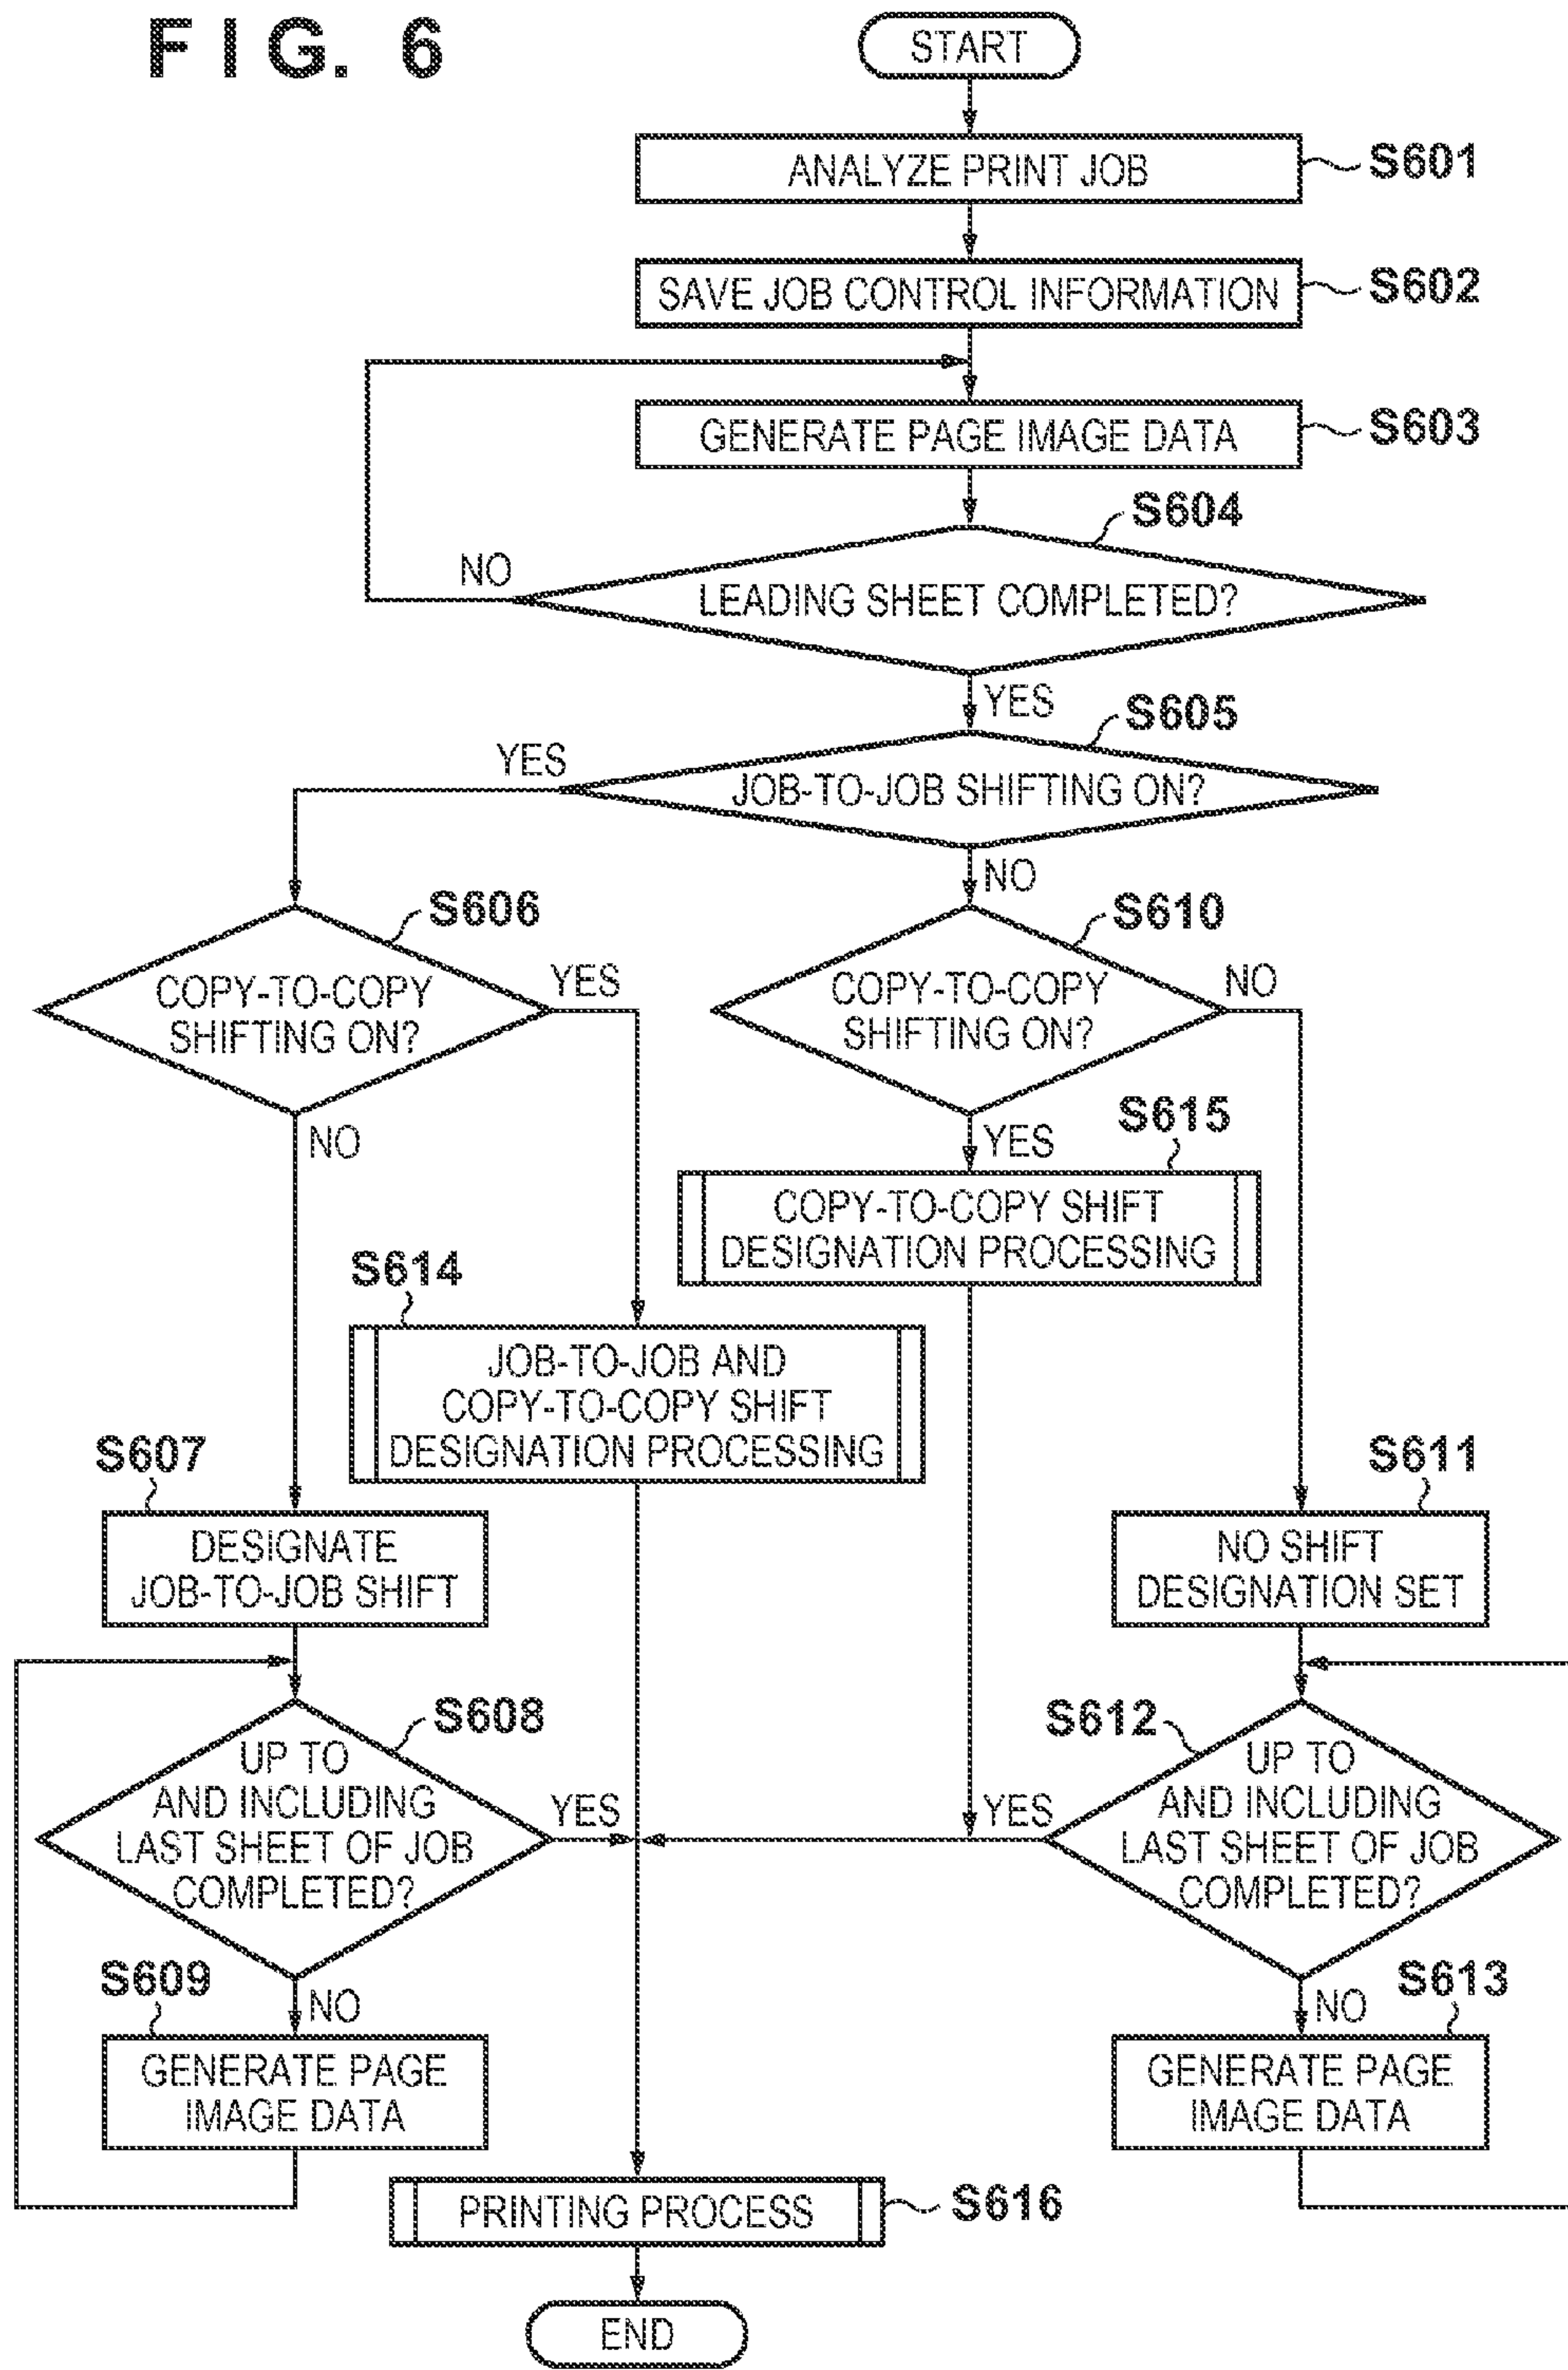 FIG. 6
START
ANALYZE PRINT JOB
S601
SAVE JOB CONTROL INFORMATION
S602
GENERATE PAGE IMAGE DATA
S603
S604
NO
LEADING SHEET COMPLETED?
YES
S605
YES
JOB-TO-JOB SHIFTING ON?
NO
S606
S610
COPY-TO-COPY
SHIFTING ON?
YES
COPY-TO-COPY
SHIFTING ON?
NO
NO
YES
S615
COPY-TO-COPY SHIFT
DESIGNATION PROCESSING
S614
JOB-TO-JOB AND
COPY-TO-COPY SHIFT
DESIGNATION PROCESSING
S607
DESIGNATE
JOB-TO-JOB SHIFT
S611
NO SHIFT
DESIGNATION SET
S608
UP TO
AND INCLUDING
LAST SHEET OF JOB
COMPLETED?
YES
S612
UP TO
AND INCLUDING
LAST SHEET OF JOB
COMPLETED?
YES
S609
NO
GENERATE PAGE
IMAGE DATA
S613
NO
GENERATE PAGE
IMAGE DATA
PRINTING PROCESS
S616
END